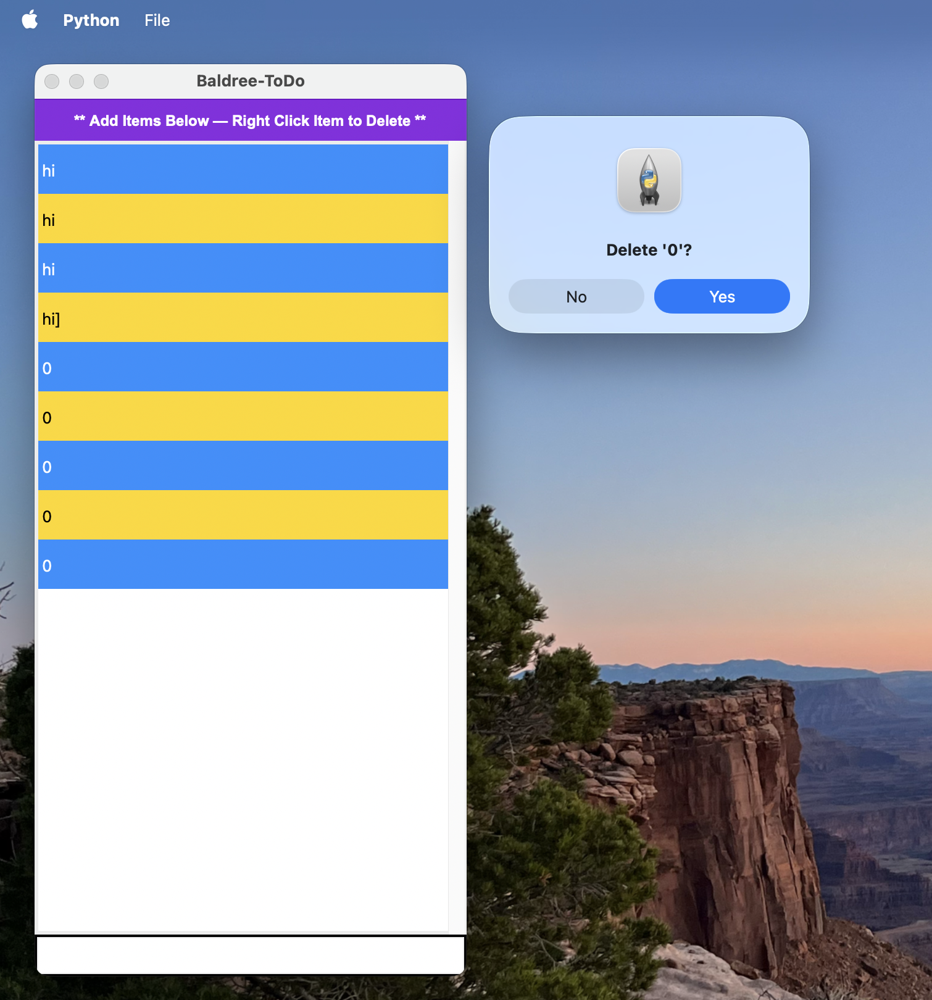 Python File
Baldree-ToDo
** Add Items Below — Right Click Item to Delete **
hi
hi
hi
hi]
0
0
0
0
0
Delete '0'?
No Yes